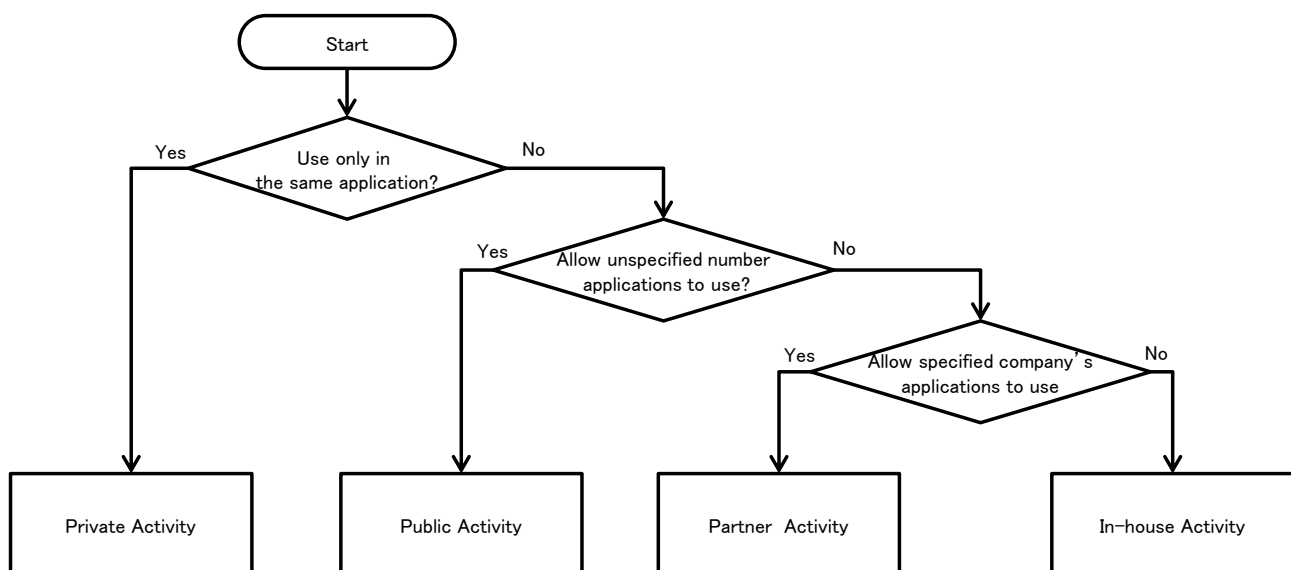 Start
Yes
No
Use only in
the same application?
Yes
No
Allow unspecified number
applications to use?
Yes
No
Allow specified company’s
applications to use
Private Activity
Public Activity
Partner Activity
In-house Activity